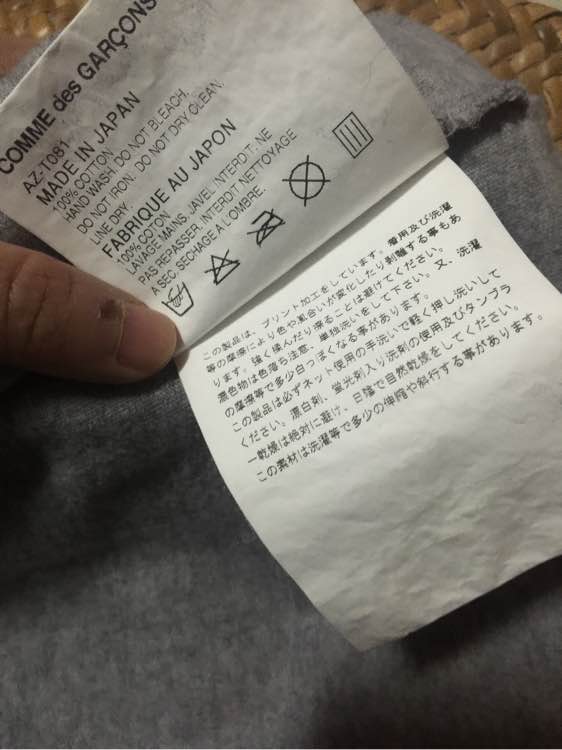 COMME des GARÇONS
AZ-T081
MADE IN JAPAN
100% COTTON
HAND WASH. DO NOT BLEACH.
DO NOT IRON. DO NOT DRY CLEAN.
LINE DRY.
FABRIQUE AU JAPON
100% COTON
LAVAGE MAINS, JAVEL INTERDIT: NE
PAS REPASSER, INTERDIT NETTOYAGE
A SEC, SECHAGE A L'OMBRE.
この製品は、プリント加工をしています。着用及び洗濯
等の摩擦により色や風合いが変化したり剥離する事もあ
ります。強く揉んだり擦ることは避けてください。
濃色物は色落ち注意、単独洗いをして下さい。又、洗濯
の摩擦等で多少白っぽくなる事があります。
この製品は必ずネット使用の手洗いで軽く押し洗いして
ください。漂白剤、蛍光剤入り洗剤の使用及びタンブラ
ー乾燥は絶対に避け、日陰で自然乾燥をしてください。
この素材は洗濯等で多少の伸縮や斜行する事があります。